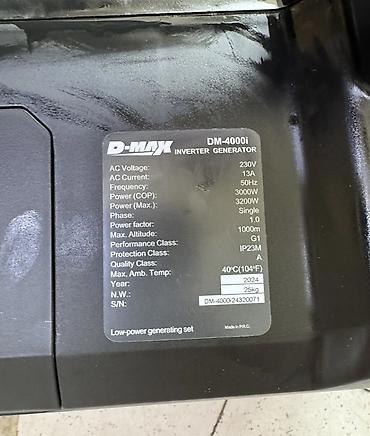 D-MAX DM-4000i
INVERTER GENERATOR
AC Voltage: 230V
AC Current: 13A
Frequency: 50Hz
Power (COP): 3000W
Power (Max.): 3200W
Phase: Single
Power factor: 1.0
Max. Altitude: 1000m
Performance Class: G1
Protection Class: IP23M
Quality Class: A
Max. Amb. Temp: 40°C(104°F)
Year: 2024
N.W.: 25kg
S/N: DM-4000i/24320071
Low-power generating set Made in P.R.C.